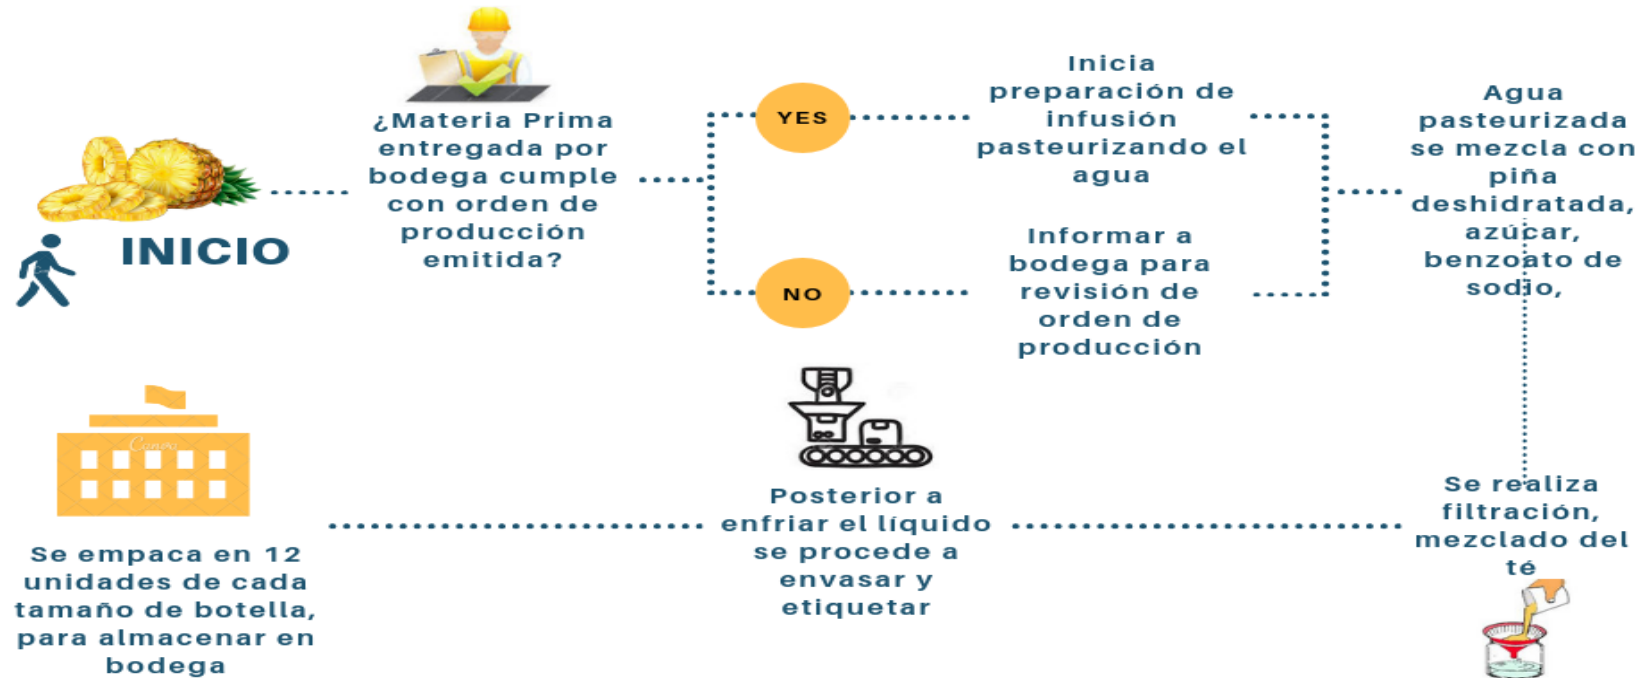 INICIO
¿Materia Prima
entregada por
bodega cumple
con orden de
producción
emitida?
YES
NO
Inicia
preparación de
infusión
pasteurizando el
agua
Informar a
bodega para
revisión de
orden de
producción
Agua
pasteurizada
se mezcla con
piña
deshidratada,
azúcar,
benzoato de
sodio,
Se realiza
filtración,
mezclado del
té
Posterior a
enfriar el líquido
se procede a
envasar y
etiquetar
Canva
Se empaca en 12
unidades de cada
tamaño de botella,
para almacenar en
bodega